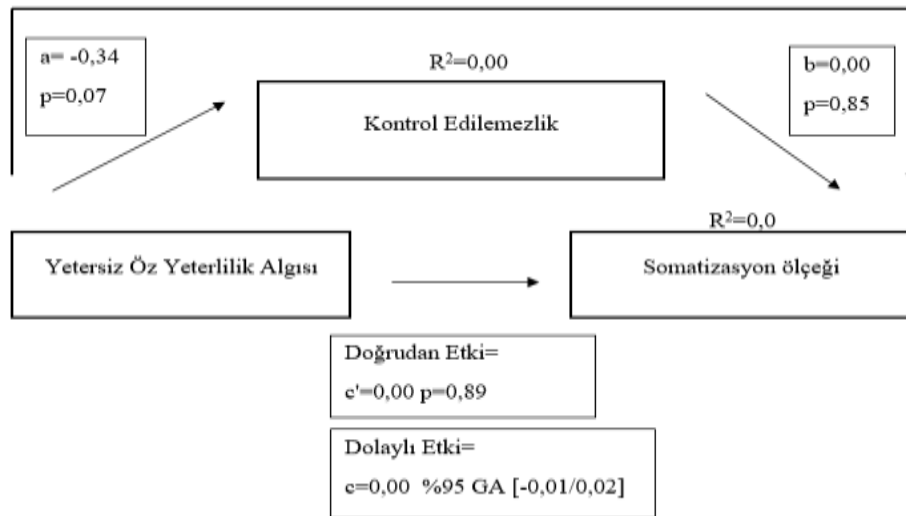 a= -0,34
p=0,07
R²=0,00
Kontrol Edilemezlik
b=0,00
p=0,85
R²=0,0
Yetersiz Öz Yeterlilik Algısı
Somatizasyon ölçeği
Doğrudan Etki=
c'=0,00 p=0,89
Dolaylı Etki=
c=0,00 %95 GA [-0,01/0,02]